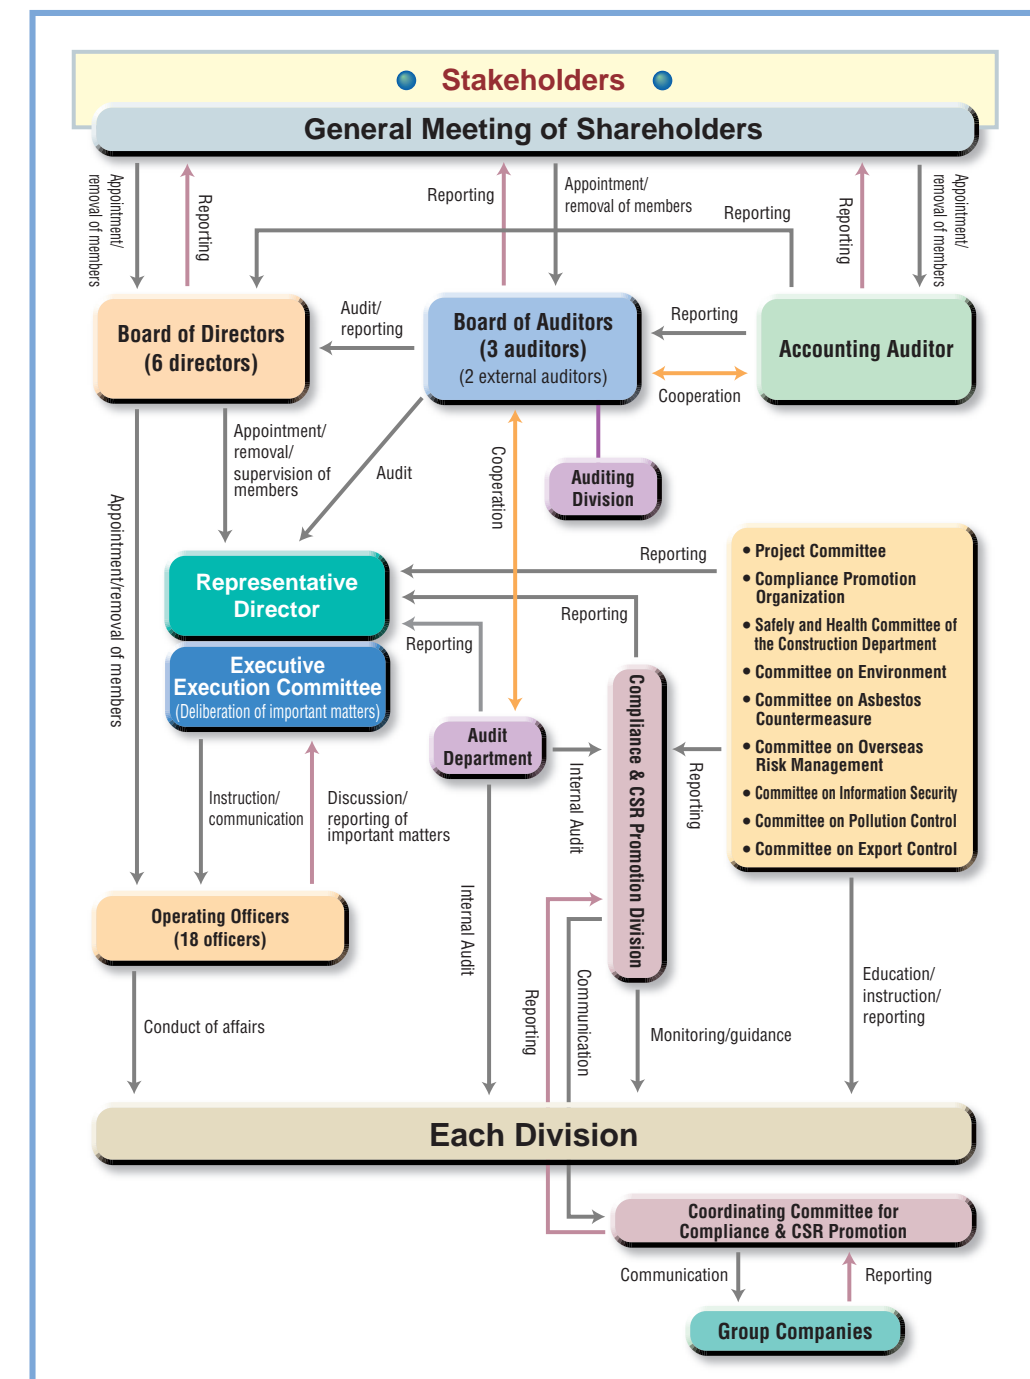 Stakeholders
General Meeting of Shareholders
Appointment/
removal of members
Reporting
Reporting
Appointment/
removal of members
Reporting
Reporting
Appointment/
removal of members
Board of Directors
(6 directors)
Audit/
reporting
Board of Auditors
(3 auditors)
(2 external auditors)
Reporting
Cooperation
Accounting Auditor
Appointment/
removal/
supervision of
members
Audit
Cooperation
Auditing
Division
Appointment/removal of members
Representative
Director
Executive
Execution Committee
(Deliberation of important matters)
Reporting
Reporting
Reporting
• Project Committee
• Compliance Promotion
Organization
• Safely and Health Committee of
the Construction Department
• Committee on Environment
• Committee on Asbestos
Countermeasure
• Committee on Overseas
Risk Management
• Committee on Information Security
• Committee on Pollution Control
• Committee on Export Control
Audit
Department
Internal Audit
Compliance & CSR Promotion Division
Reporting
Instruction/
communication
Discussion/
reporting of
important matters
Internal Audit
Operating Officers
(18 officers)
Conduct of affairs
Reporting
Communication
Monitoring/guidance
Education/
instruction/
reporting
Each Division
Coordinating Committee for
Compliance & CSR Promotion
Communication
Reporting
Group Companies